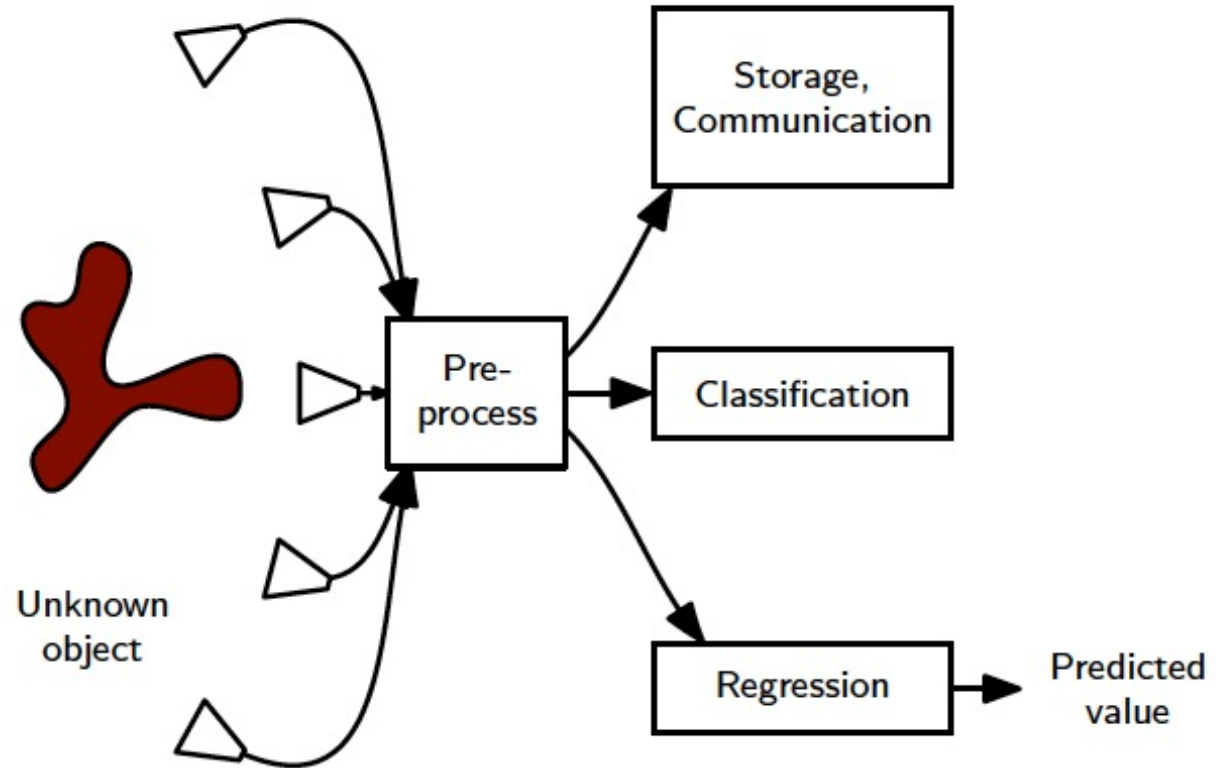 Storage,
Communication
Pre-
process
Classification
Unknown
object
Regression
Predicted
value